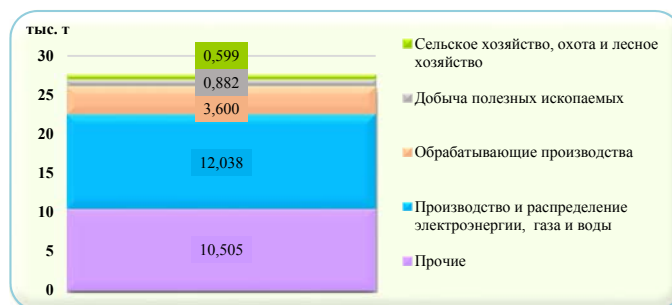 тыс. т
30
25
20
15
10
5
0
0,599
0,882
3,600
12,038
10,505
Сельское хозяйство, охота и лесное
хозяйство
Добыча полезных ископаемых
Обрабатывающие производства
Производство и распределение
электроэнергии, газа и воды
Прочие